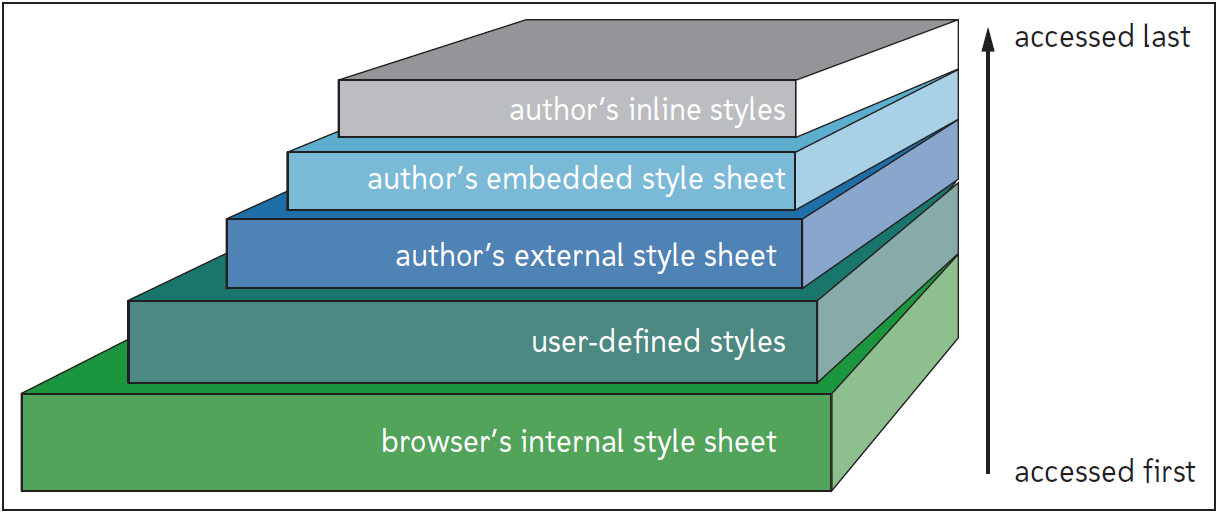 accessed last
author’s inline styles
author’s embedded style sheet
author’s external style sheet
user-defined styles
browser’s internal style sheet
accessed first